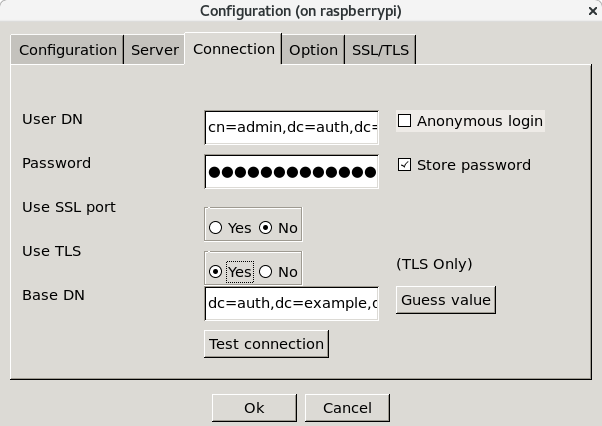 Configuration (on raspberrypi)
Configuration Server Connection Option SSL/TLS
User DN cn=admin,dc=auth,dc= Anonymous login
Password ●●●●●●●●●●●●● Store password
Use SSL port Yes No
Use TLS Yes No (TLS Only)
Base DN dc=auth,dc=example,d Guess value
Test connection
Ok Cancel